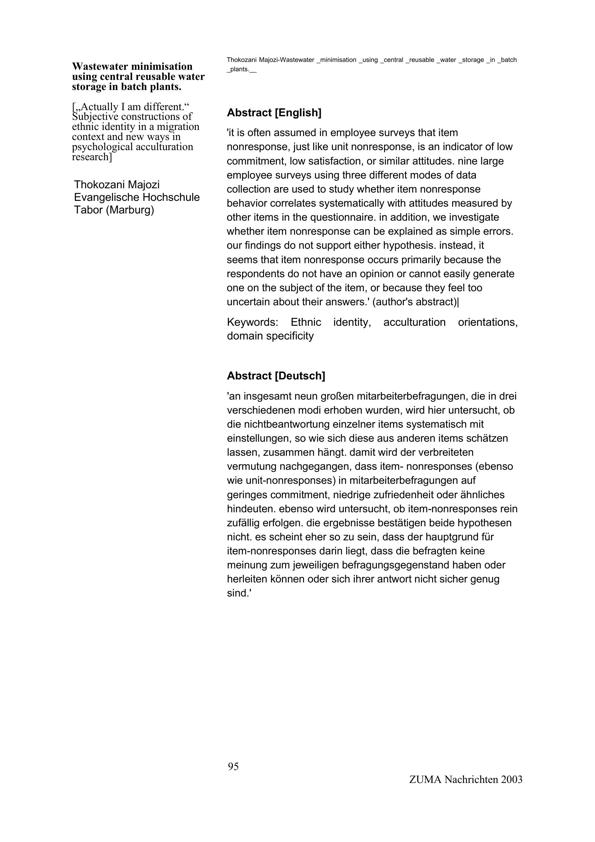 Wastewater minimisation
using central reusable water
storage in batch plants.
[„Actually I am different.“
Subjective constructions of
ethnic identity in a migration
context and new ways in
psychological acculturation
research]
Thokozani Majozi
Evangelische Hochschule
Tabor (Marburg)
Thokozani Majozi-Wastewater _minimisation _using _central _reusable _water _storage _in _batch
_plants.__
Abstract [English]
'it is often assumed in employee surveys that item
nonresponse, just like unit nonresponse, is an indicator of low
commitment, low satisfaction, or similar attitudes. nine large
employee surveys using three different modes of data
collection are used to study whether item nonresponse
behavior correlates systematically with attitudes measured by
other items in the questionnaire. in addition, we investigate
whether item nonresponse can be explained as simple errors.
our findings do not support either hypothesis. instead, it
seems that item nonresponse occurs primarily because the
respondents do not have an opinion or cannot easily generate
one on the subject of the item, or because they feel too
uncertain about their answers.' (author's abstract)|
Keywords: Ethnic identity, acculturation orientations,
domain specificity
Abstract [Deutsch]
'an insgesamt neun großen mitarbeiterbefragungen, die in drei
verschiedenen modi erhoben wurden, wird hier untersucht, ob
die nichtbeantwortung einzelner items systematisch mit
einstellungen, so wie sich diese aus anderen items schätzen
lassen, zusammen hängt. damit wird der verbreiteten
vermutung nachgegangen, dass item- nonresponses (ebenso
wie unit-nonresponses) in mitarbeiterbefragungen auf
geringes commitment, niedrige zufriedenheit oder ähnliches
hindeuten. ebenso wird untersucht, ob item-nonresponses rein
zufällig erfolgen. die ergebnisse bestätigen beide hypothesen
nicht. es scheint eher so zu sein, dass der hauptgrund für
item-nonresponses darin liegt, dass die befragten keine
meinung zum jeweiligen befragungsgegenstand haben oder
herleiten können oder sich ihrer antwort nicht sicher genug
sind.'
95
ZUMA Nachrichten 2003